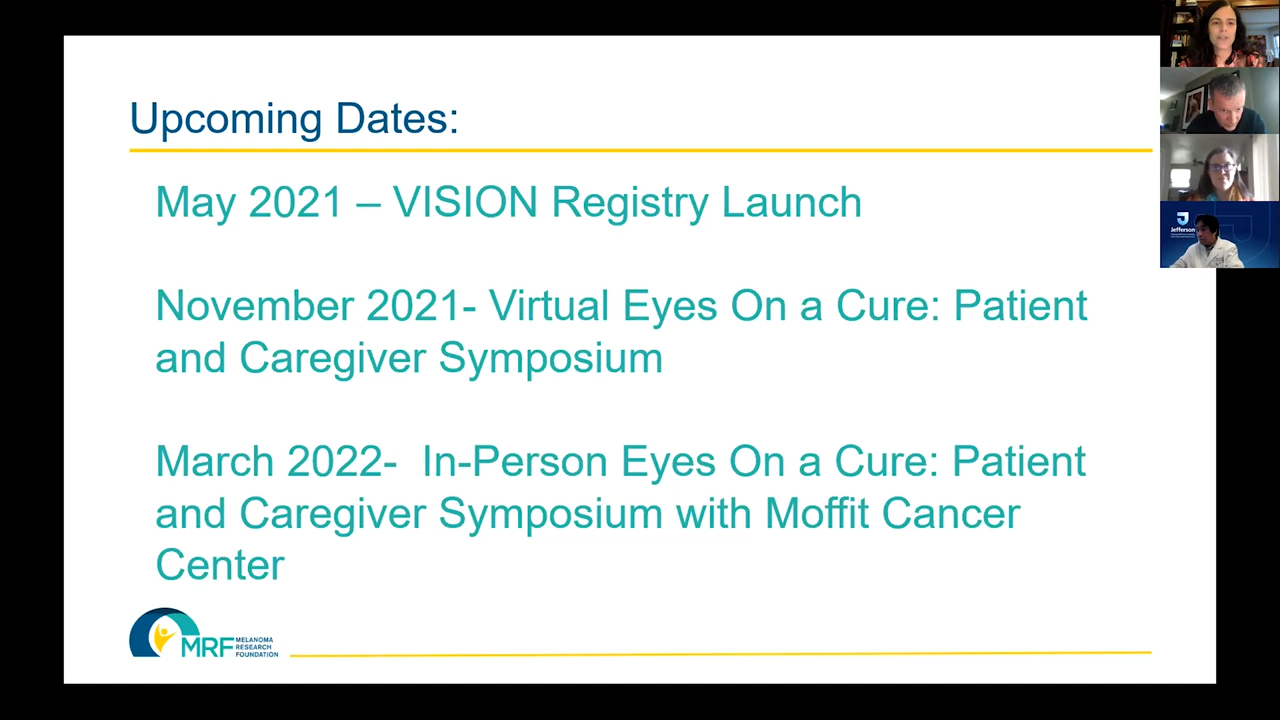 Upcoming Dates:
May 2021 – VISION Registry Launch
November 2021- Virtual Eyes On a Cure: Patient
and Caregiver Symposium
March 2022-  In-Person Eyes On a Cure: Patient
and Caregiver Symposium with Moffit Cancer
Center
MRF MELANOMA
RESEARCH
FOUNDATION
Jefferson